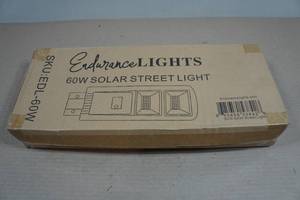 SKU:EDL-60W
Endurance LIGHTS
60W SOLAR STREET LIGHT